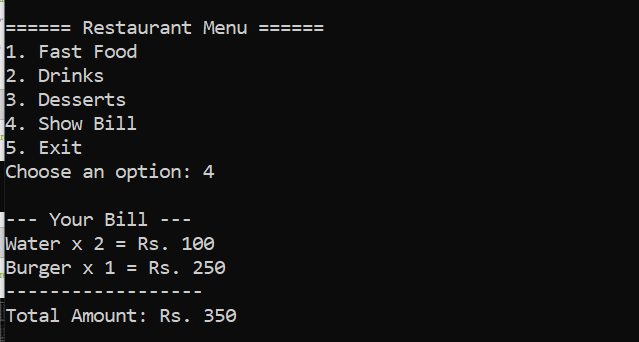 ====== Restaurant Menu ======
1. Fast Food
2. Drinks
3. Desserts
4. Show Bill
5. Exit
Choose an option: 4
--- Your Bill ---
Water x 2 = Rs. 100
Burger x 1 = Rs. 250
------------------
Total Amount: Rs. 350